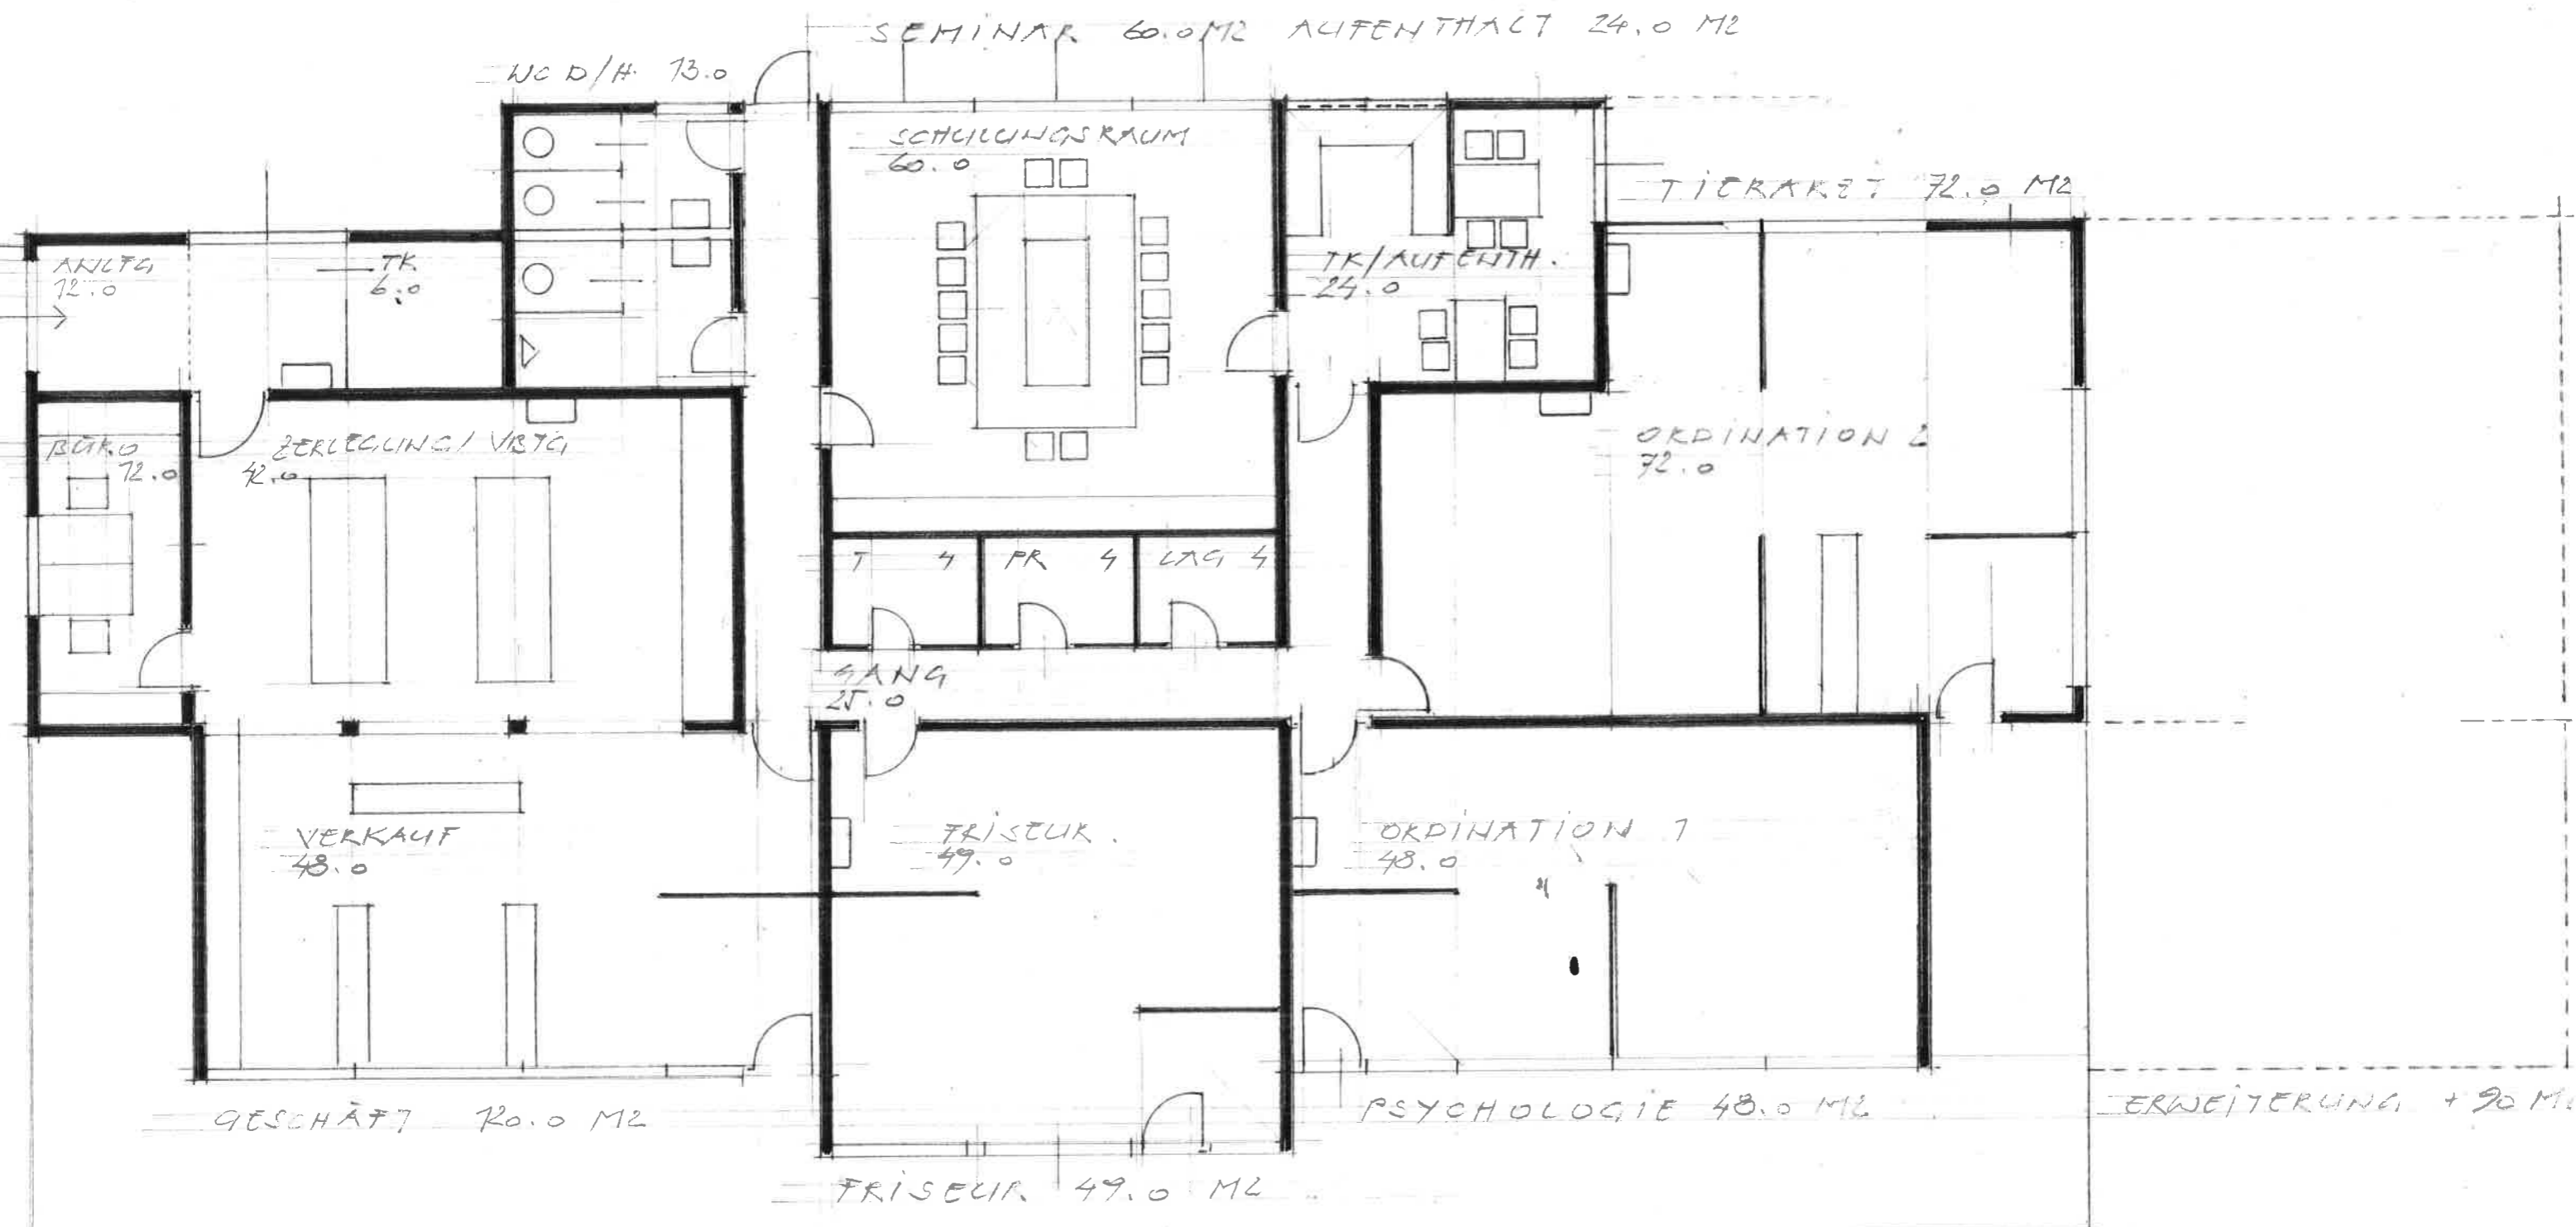 SEMINAR 60.0 M2 AUFENTHALT 24.0 M2
WC D/H. 13.0
SCHULUNGSRAUM
60.0
TIERARZT 72.0 M2
ANLFG
12.0
TK
6.0
TK/AUFENTH.
24.0
BÜRO
12.0
ZERLEGUNG/VBTG
42.0
ORDINATION 2
72.0
T 4
PR 4
LAG 4
GANG
25.0
VERKAUF
48.0
FRISEUR.
49.0
ORDINATION 1
48.0
GESCHÄFT 120.0 M2
PSYCHOLOGIE 48.0 M2
ERWEITERUNG + 90 M2
FRISEUR 49.0 M2